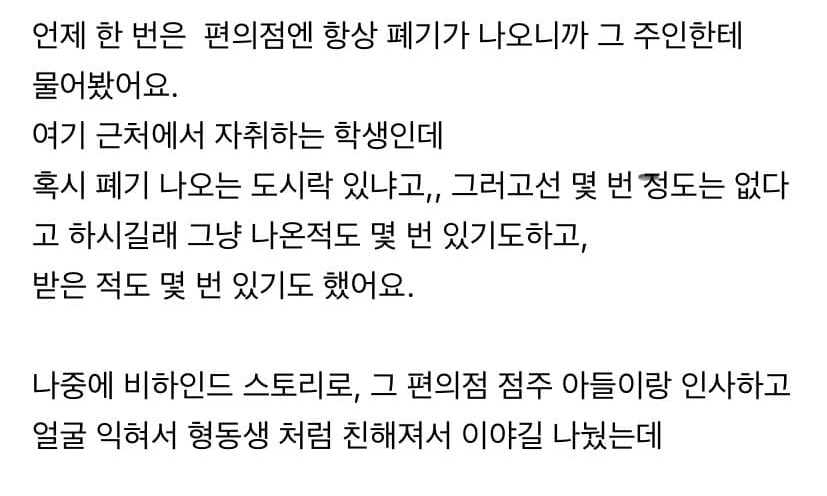 언제 한 번은  편의점엔 항상 폐기가 나오니까 그 주인한테
물어봤어요.
여기 근처에서 자취하는 학생인데
혹시 폐기 나오는 도시락 있냐고,, 그러고선 몇 번 정도는 없다
고 하시길래 그냥 나온적도 몇 번 있기도하고,
받은 적도 몇 번 있기도 했어요.
나중에 비하인드 스토리로, 그 편의점 점주 아들이랑 인사하고
얼굴 익혀서 형동생 처럼 친해져서 이야길 나눴는데